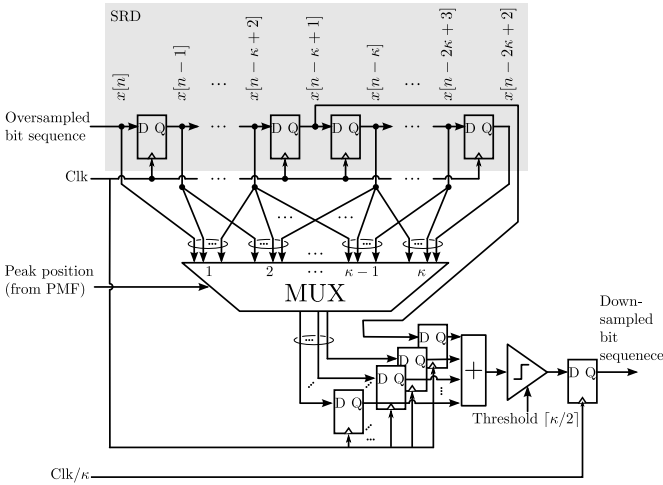 SRD
x[n]
x[n − 1]
···
x[n − κ + 2]
x[n − κ + 1]
x[n − κ]
···
x[n − 2κ + 3]
x[n − 2κ + 2]
Oversampled
bit sequence
D Q
···
D Q
D Q
···
D Q
Clk
···
···
···
···
···
···
···
···
···
Peak position
(from PMF)
1
2
···
κ − 1
κ
MUX
···
D Q
D Q
D Q
D Q
···
···
···
+
Threshold ⌈κ/2⌉
D Q
Down-
sampled
bit
sequenece
Clk/κ